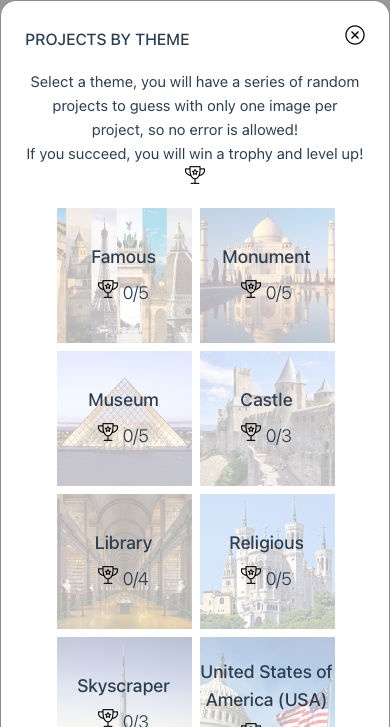 PROJECTS BY THEME
Select a theme, you will have a series of random
projects to guess with only one image per
project, so no error is allowed!
If you succeed, you will win a trophy and level up!
Famous
0/5
Monument
0/5
Museum
0/5
Castle
0/3
Library
0/4
Religious
0/5
Skyscraper
0/3
United States of
America (USA)